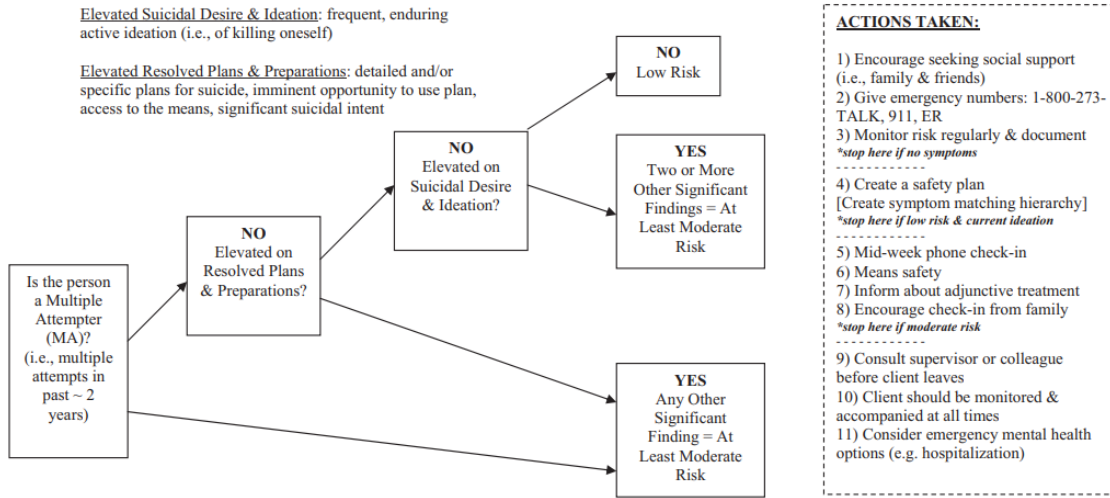 Elevated Suicidal Desire & Ideation: frequent, enduring
active ideation (i.e., of killing oneself)
Elevated Resolved Plans & Preparations: detailed and/or
specific plans for suicide, imminent opportunity to use plan,
access to the means, significant suicidal intent
Is the person
a Multiple
Attempter
(MA)?
(i.e., multiple
attempts in
past ~ 2
years)
NO
Elevated on
Resolved Plans
& Preparations?
NO
Elevated on
Suicidal Desire
& Ideation?
NO
Low Risk
YES
Two or More
Other Significant
Findings = At
Least Moderate
Risk
YES
Any Other
Significant
Finding = At
Least Moderate
Risk
ACTIONS TAKEN:
1) Encourage seeking social support
(i.e., family & friends)
2) Give emergency numbers: 1-800-273-
TALK, 911, ER
3) Monitor risk regularly & document
*stop here if no symptoms
- - - - - - - - - - - -
4) Create a safety plan
[Create symptom matching hierarchy]
*stop here if low risk & current ideation
- - - - - - - - - - - -
5) Mid-week phone check-in
6) Means safety
7) Inform about adjunctive treatment
8) Encourage check-in from family
*stop here if moderate risk
- - - - - - - - - - - -
9) Consult supervisor or colleague
before client leaves
10) Client should be monitored &
accompanied at all times
11) Consider emergency mental health
options (e.g. hospitalization)